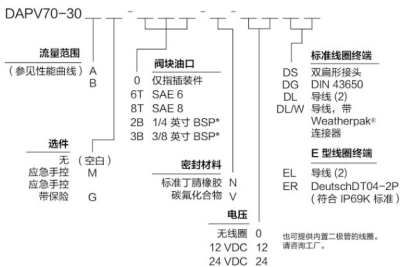 DAPV70-30
流量范围
(参见性能曲线) A
B
选件
无 (空白)
应急手控 M
应急手控
带保险 G
阀块油口
0 仅指插装件
6T SAE 6
8T SAE 8
2B 1/4 英寸 BSP*
3B 3/8 英寸 BSP*
密封材料
标准丁腈橡胶 N
碳氟化合物 V
电压
无线圈 0
12 VDC 12
24 VDC 24
标准线圈终端
DS 双扁形接头
DG DIN 43650
DL 导线 (2)
DL/W 导线，带
Weatherpak®
连接器
E 型线圈终端
EL 导线 (2)
ER DeutschDT04-2P
(符合 IP69K 标准)
也可提供内置二极管的线圈。
请咨询工厂。